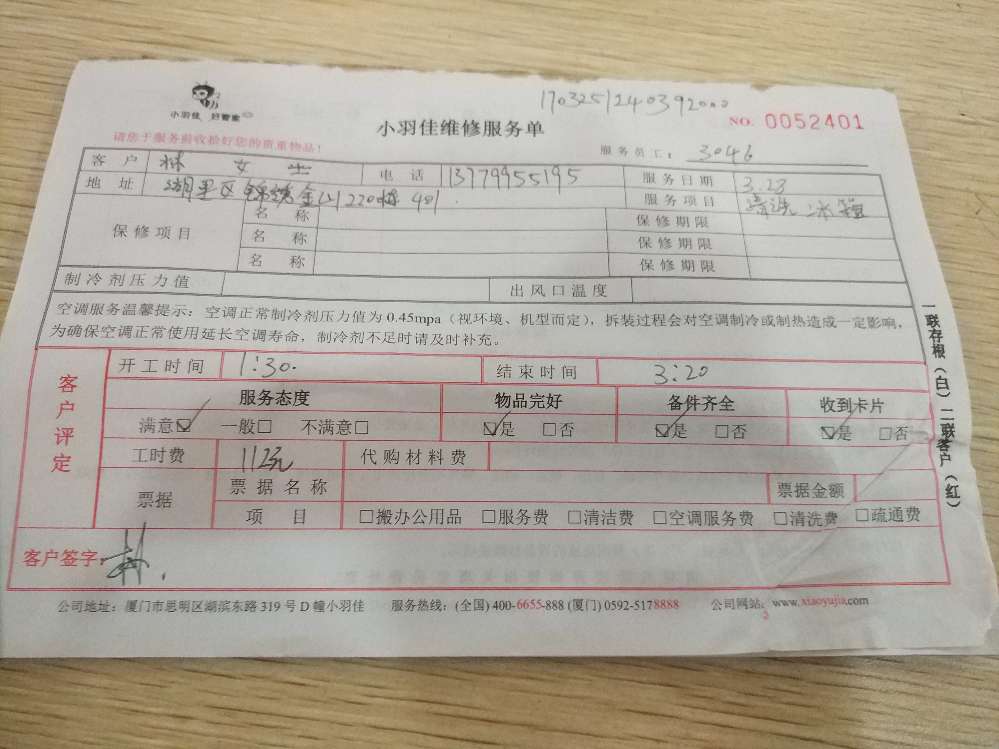 170325124039200
小羽佳 好管家
小羽佳维修服务单
NO. 0052401
请您于服务前收拾好您的贵重物品!
服务员工: 3046
客户 林女士 电话 13779955195 服务日期 3.23
地址 湖里区锦绣金山220栋401 服务项目 清洗冰箱
保修项目 名称 保修期限
名称 保修期限
名称 保修期限
制冷剂压力值 出风口温度
空调服务温馨提示:空调正常制冷剂压力值为0.45mpa(视环境、机型而定),拆装过程会对空调制冷或制热造成一定影响,
为确保空调正常使用延长空调寿命,制冷剂不足时请及时补充。
客户评定
开工时间 1:30. 结束时间 3:20
服务态度 物品完好 备件齐全 收到卡片
满意☑ 一般□ 不满意□ ☑是 □否 ☑是 □否 ☑是 □否
工时费 112元 代购材料费
票据 票据名称 票据金额
项目 □搬办公用品 □服务费 □清洁费 □空调服务费 □清洗费 □疏通费
客户签字:
一联存根(白)二联客户(红)
公司地址:厦门市思明区湖滨东路319号D幢小羽佳 服务热线:(全国)400-6655-888 (厦门)0592-5178888 公司网站:www.xiaoyujia.com